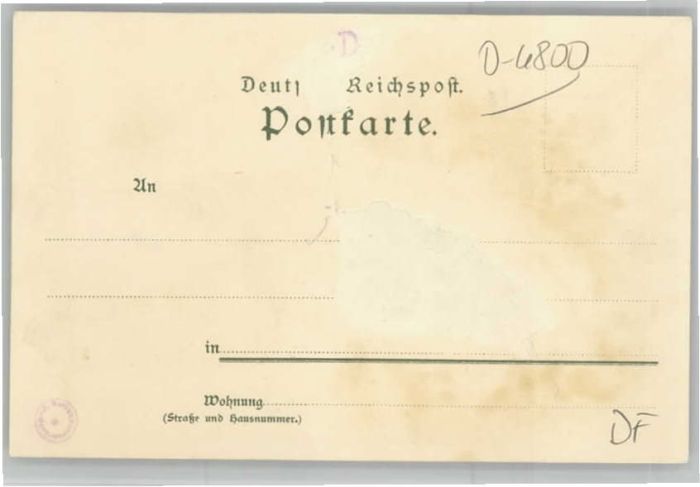 D
D-4800
Deutſ Reichspoſt.
Poſtkarte.
An
in
Wohnung
(Straße und Hausnummer.)
DF